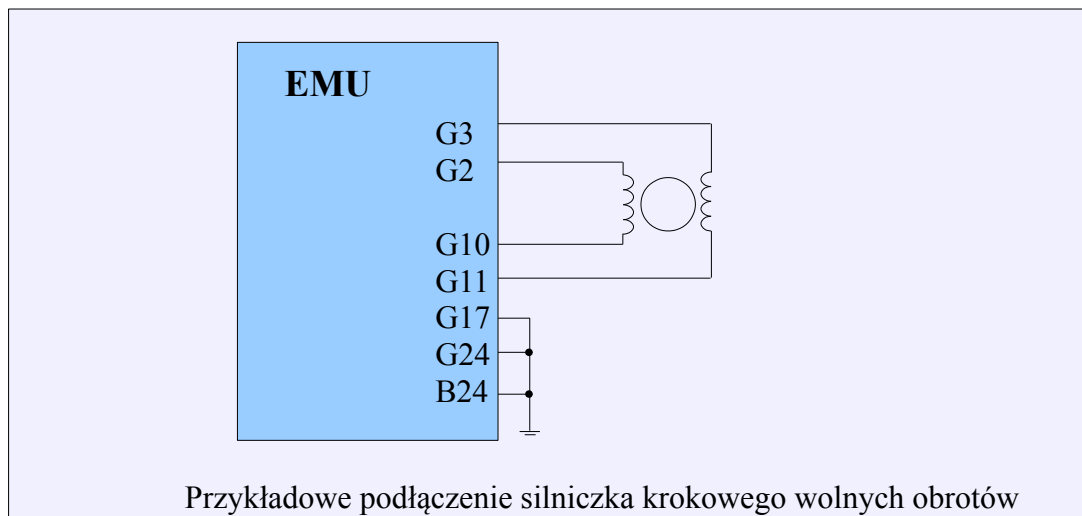 EMU
G3
G2
G10
G11
G17
G24
B24
Przykładowe podłączenie silniczka krokowego wolnych obrotów